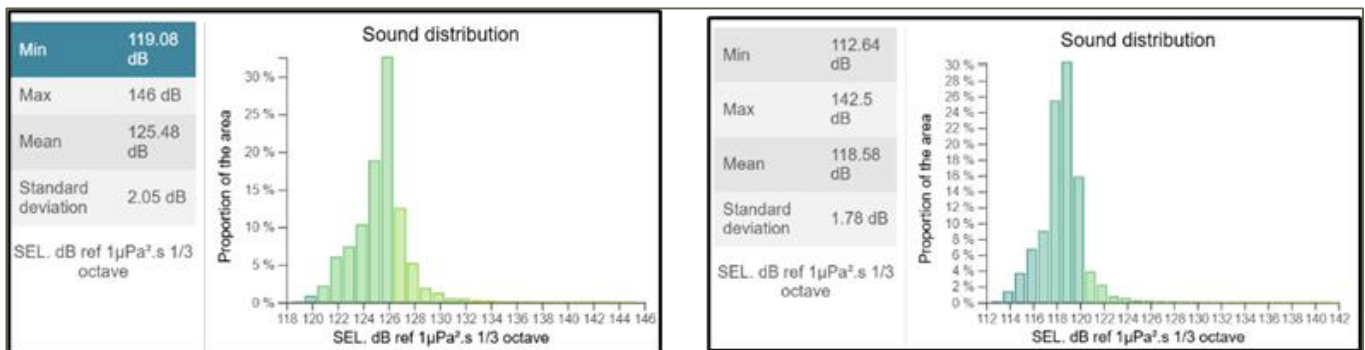 Sound distribution
Min 119.08 dB
Max 146 dB
Mean 125.48 dB
Standard deviation 2.05 dB
SEL. dB ref 1µPa².s 1/3 octave
Proportion of the area
30 %
25 %
20 %
15 %
10 %
5 %
0 %
118 120 122 124 126 128 130 132 134 136 138 140 142 144 146
SEL. dB ref 1µPa².s 1/3 octave
Sound distribution
Min 112.64 dB
Max 142.5 dB
Mean 118.58 dB
Standard deviation 1.78 dB
SEL. dB ref 1µPa².s 1/3 octave
Proportion of the area
30 %
28 %
26 %
24 %
22 %
20 %
18 %
16 %
14 %
12 %
10 %
8 %
6 %
4 %
2 %
0 %
112 114 116 118 120 122 124 126 128 130 132 134 136 138 140 142
SEL. dB ref 1µPa².s 1/3 octave